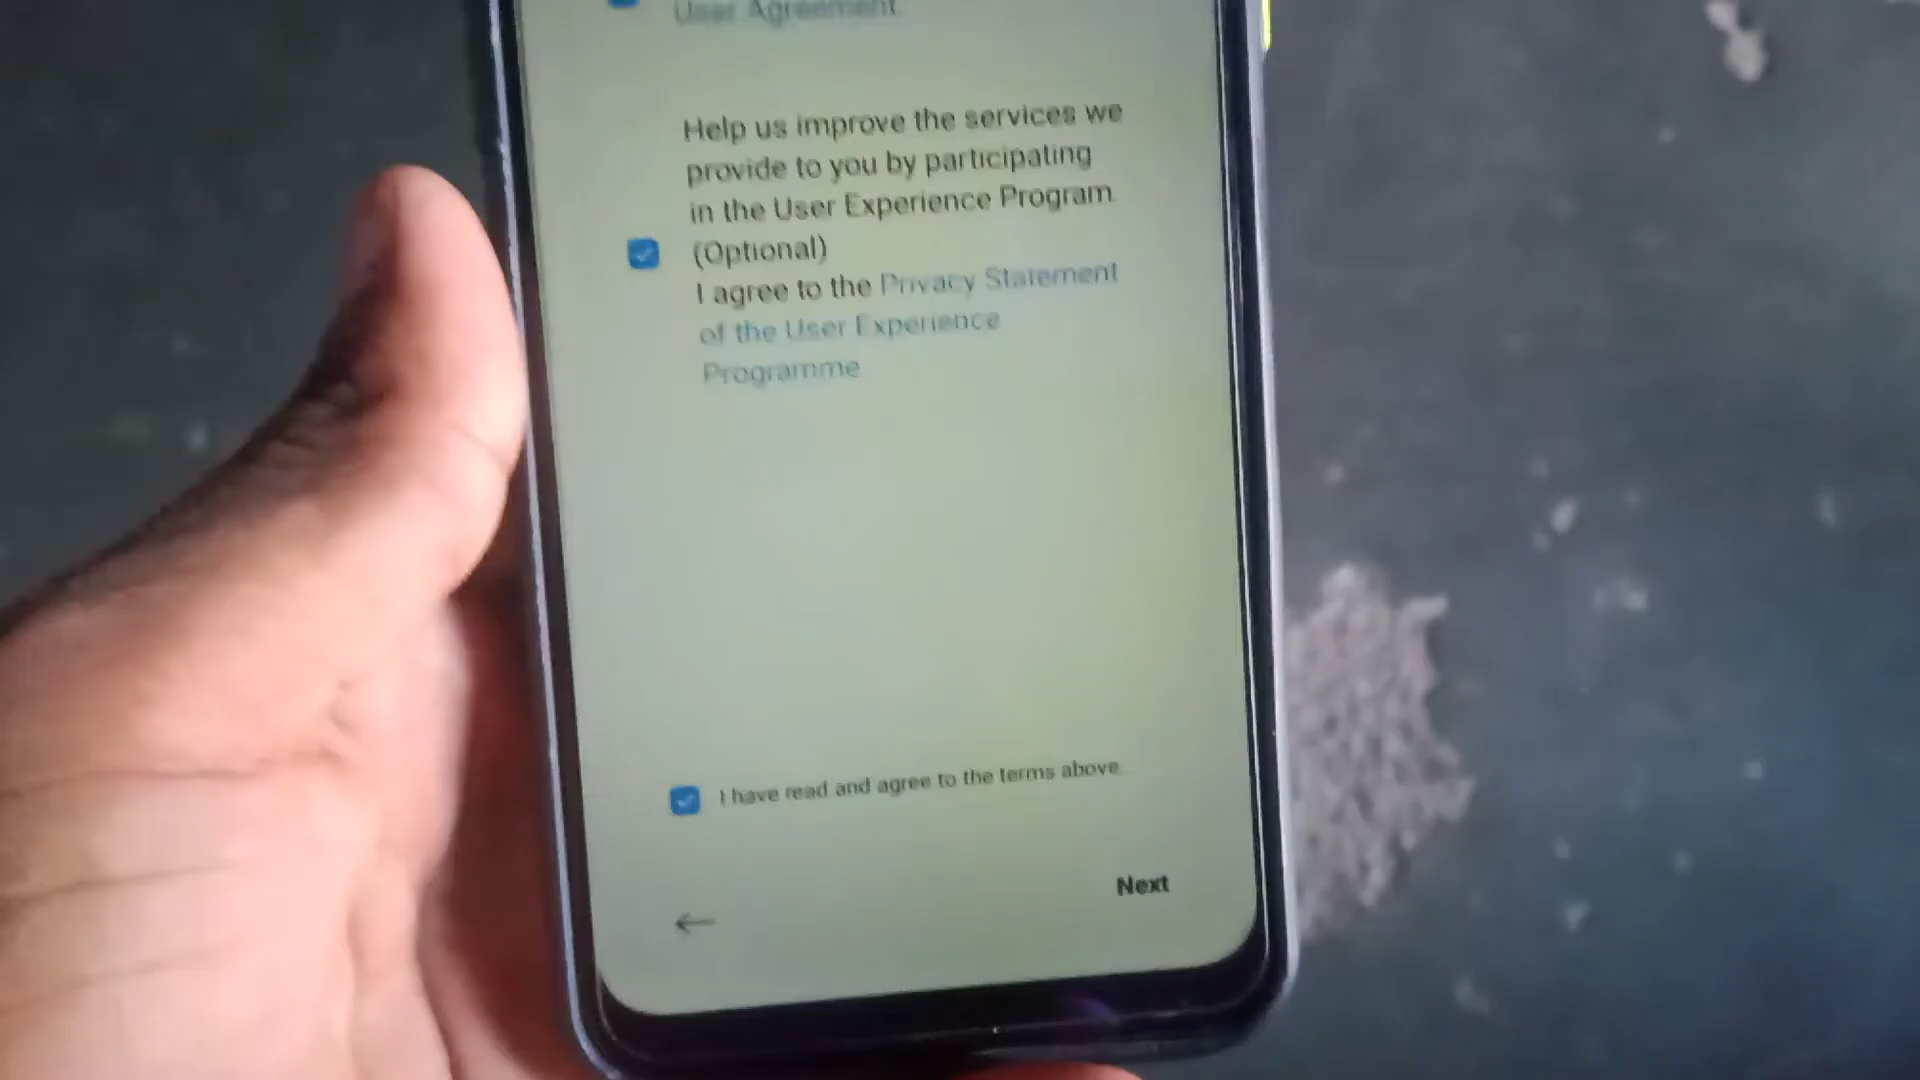 User Agreement.
Help us improve the services we
provide to you by participating
in the User Experience Program.
(Optional)
I agree to the Privacy Statement
of the User Experience
Programme
I have read and agree to the terms above
Next